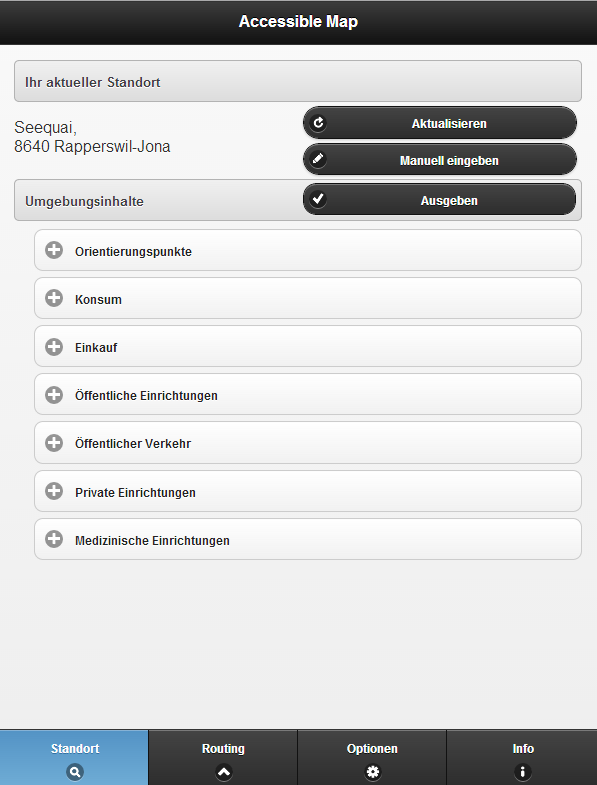 Accessible Map
Ihr aktueller Standort
Seequai,
8640 Rapperswil-Jona
Aktualisieren
Manuell eingeben
Umgebungsinhalte
Ausgeben
Orientierungspunkte
Konsum
Einkauf
Öffentliche Einrichtungen
Öffentlicher Verkehr
Private Einrichtungen
Medizinische Einrichtungen
Standort
Routing
Optionen
Info